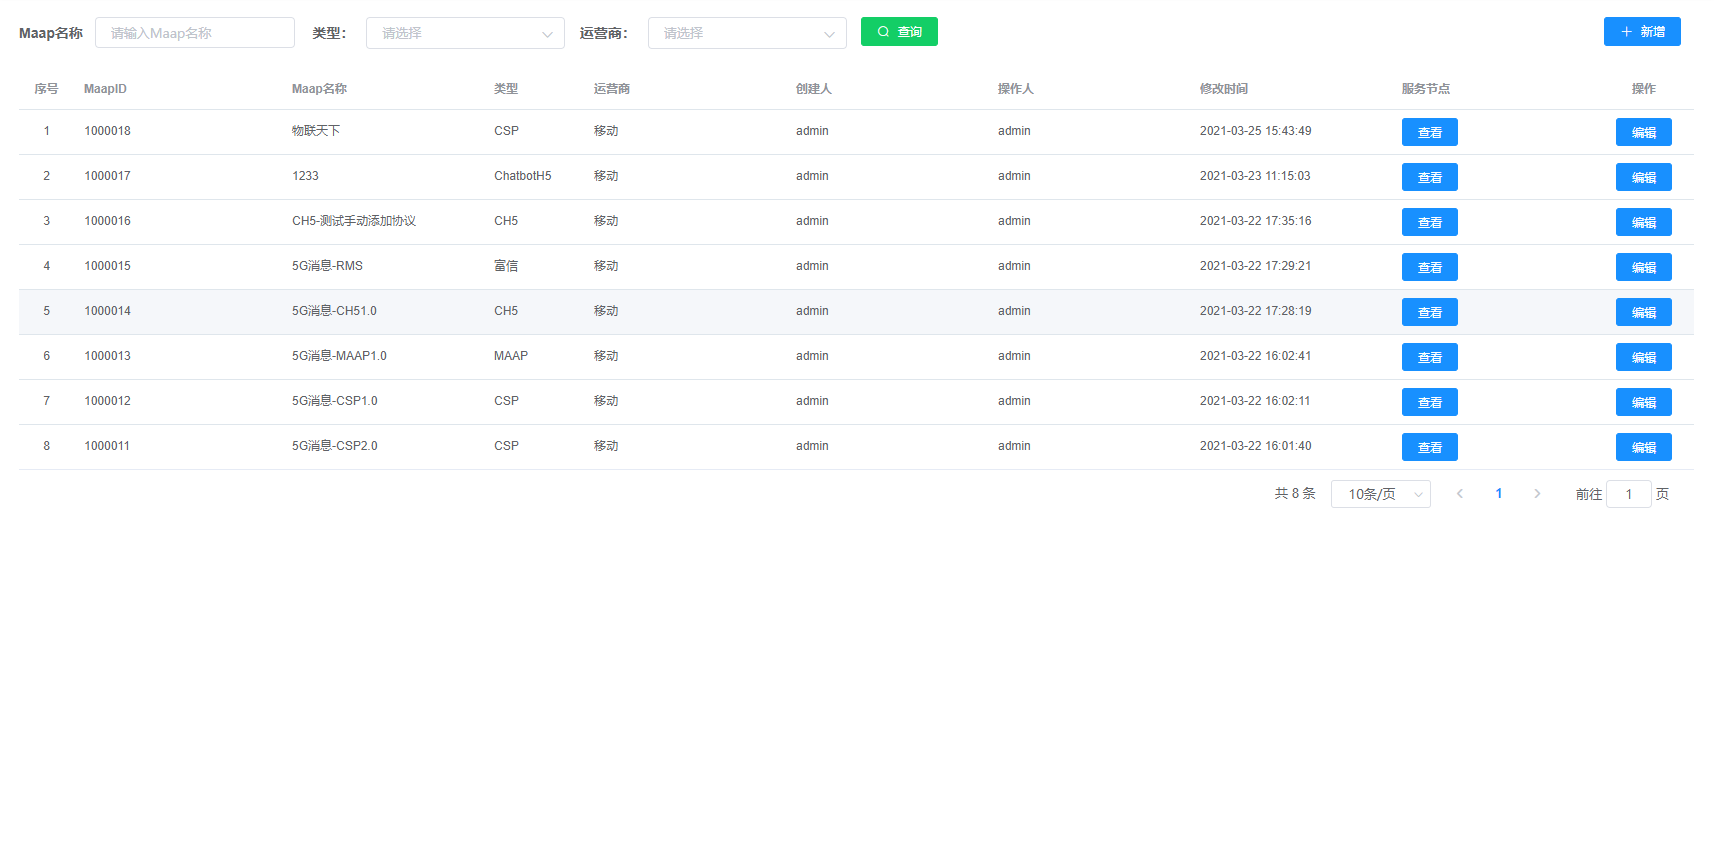 Maap名称 请输入Maap名称 类型: 请选择 运营商: 请选择 查询 新增
序号 MaapID Maap名称 类型 运营商 创建人 操作人 修改时间 服务节点 操作
1 1000018 物联天下 CSP 移动 admin admin 2021-03-25 15:43:49 查看 编辑
2 1000017 1233 ChatbotH5 移动 admin admin 2021-03-23 11:15:03 查看 编辑
3 1000016 CH5-测试手动添加协议 CH5 移动 admin admin 2021-03-22 17:35:16 查看 编辑
4 1000015 5G消息-RMS 富信 移动 admin admin 2021-03-22 17:29:21 查看 编辑
5 1000014 5G消息-CH51.0 CH5 移动 admin admin 2021-03-22 17:28:19 查看 编辑
6 1000013 5G消息-MAAP1.0 MAAP 移动 admin admin 2021-03-22 16:02:41 查看 编辑
7 1000012 5G消息-CSP1.0 CSP 移动 admin admin 2021-03-22 16:02:11 查看 编辑
8 1000011 5G消息-CSP2.0 CSP 移动 admin admin 2021-03-22 16:01:40 查看 编辑
共 8 条 10条/页 1 前往 1 页